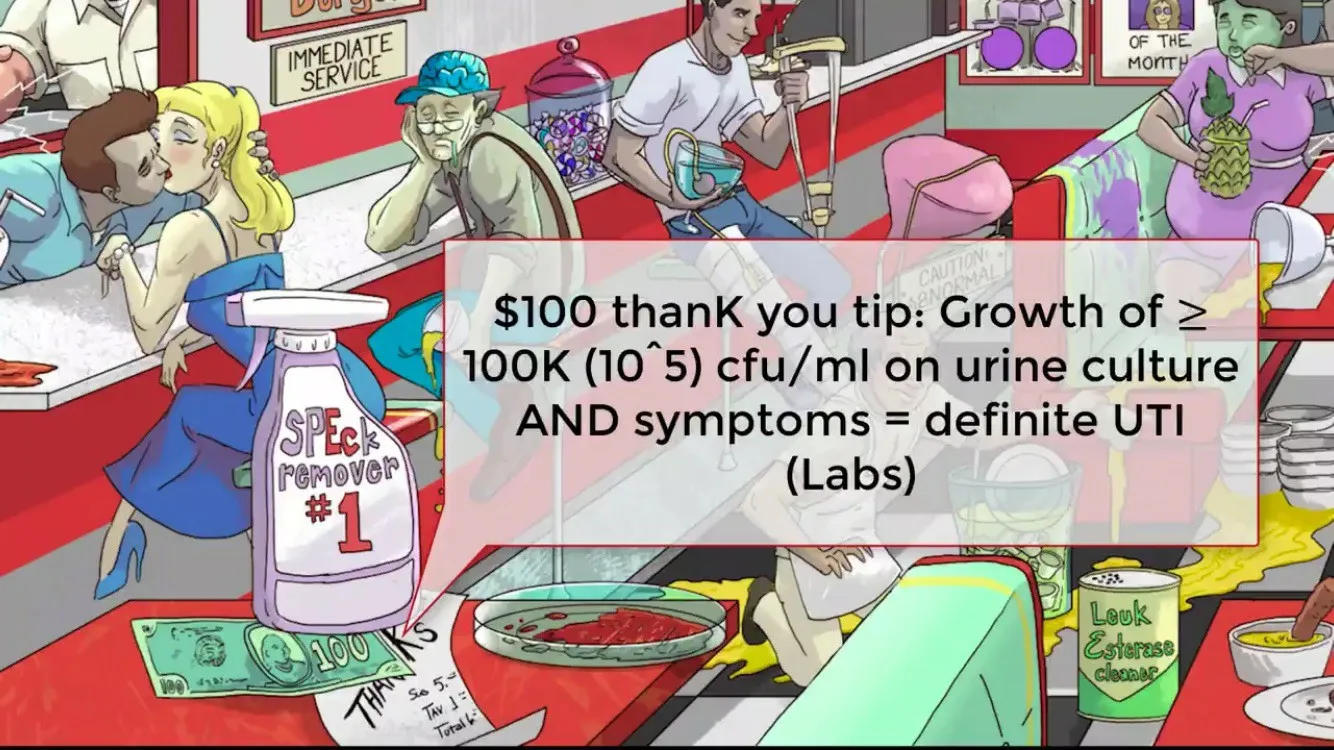 Burger
IMMEDIATE
SERVICE
OF THE
MONTH
CAUTION:
ABNORMAL
$100 thanK you tip: Growth of ≥
100K (10^5) cfu/ml on urine culture
AND symptoms = definite UTI
(Labs)
SPEck
remover
#1
100
100
THANKS
Leuk
Esterase
cleaner